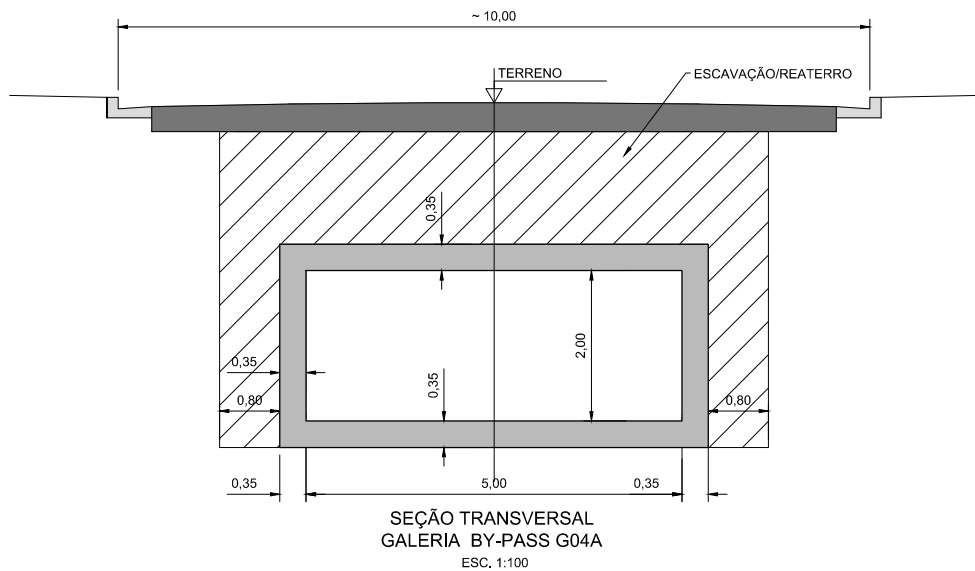 ~ 10,00
TERRENO
ESCAVAÇÃO/REATERRO
0,35
2,00
0,35
0,35
0,80
0,80
0,35
5,00
0,35
SEÇÃO TRANSVERSAL
GALERIA BY-PASS G04A
ESC. 1:100